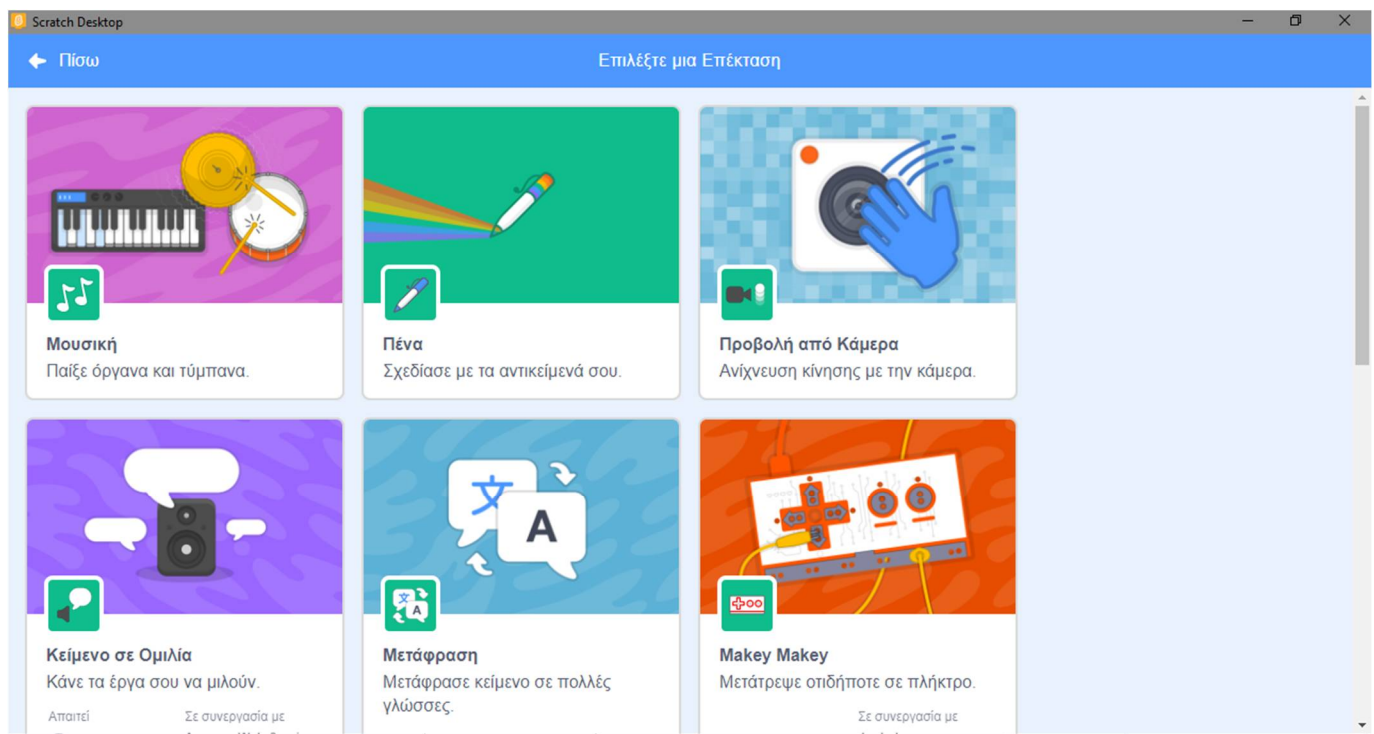 Scratch Desktop
Πίσω
Επιλέξτε μια Επέκταση
Μουσική
Παίξε όργανα και τύμπανα.
Πένα
Σχεδίασε με τα αντικείμενά σου.
Προβολή από Κάμερα
Ανίχνευση κίνησης με την κάμερα.
文
A
文
A
Κείμενο σε Ομιλία
Κάνε τα έργα σου να μιλούν.
Απαιτεί
Σε συνεργασία με
Μετάφραση
Μετάφρασε κείμενο σε πολλές
γλώσσες.
Makey Makey
Μετάτρεψε οτιδήποτε σε πλήκτρο.
Σε συνεργασία με